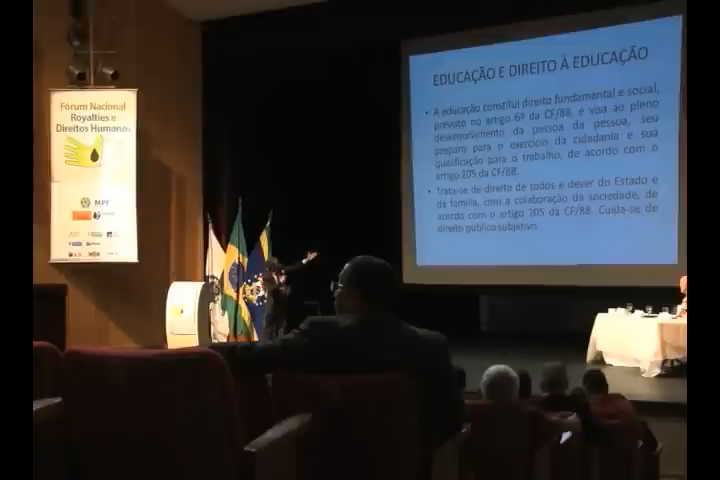 Fórum Nacional
Royalties e
Direitos Humanos
MPF
EDUCAÇÃO E DIREITO À EDUCAÇÃO
• A educação constitui direito fundamental e social,
previsto no artigo 6º da CF/88, e visa ao pleno
desenvolvimento da pessoa da pessoa, seu
preparo para o exercício da cidadania e sua
qualificação para o trabalho, de acordo com o
artigo 205 da CF/88.
• Trata-se de direito de todos e dever do Estado e
da família, com a colaboração da sociedade, de
acordo com o artigo 205 da CF/88. Cuida-se de
direito público subjetivo.